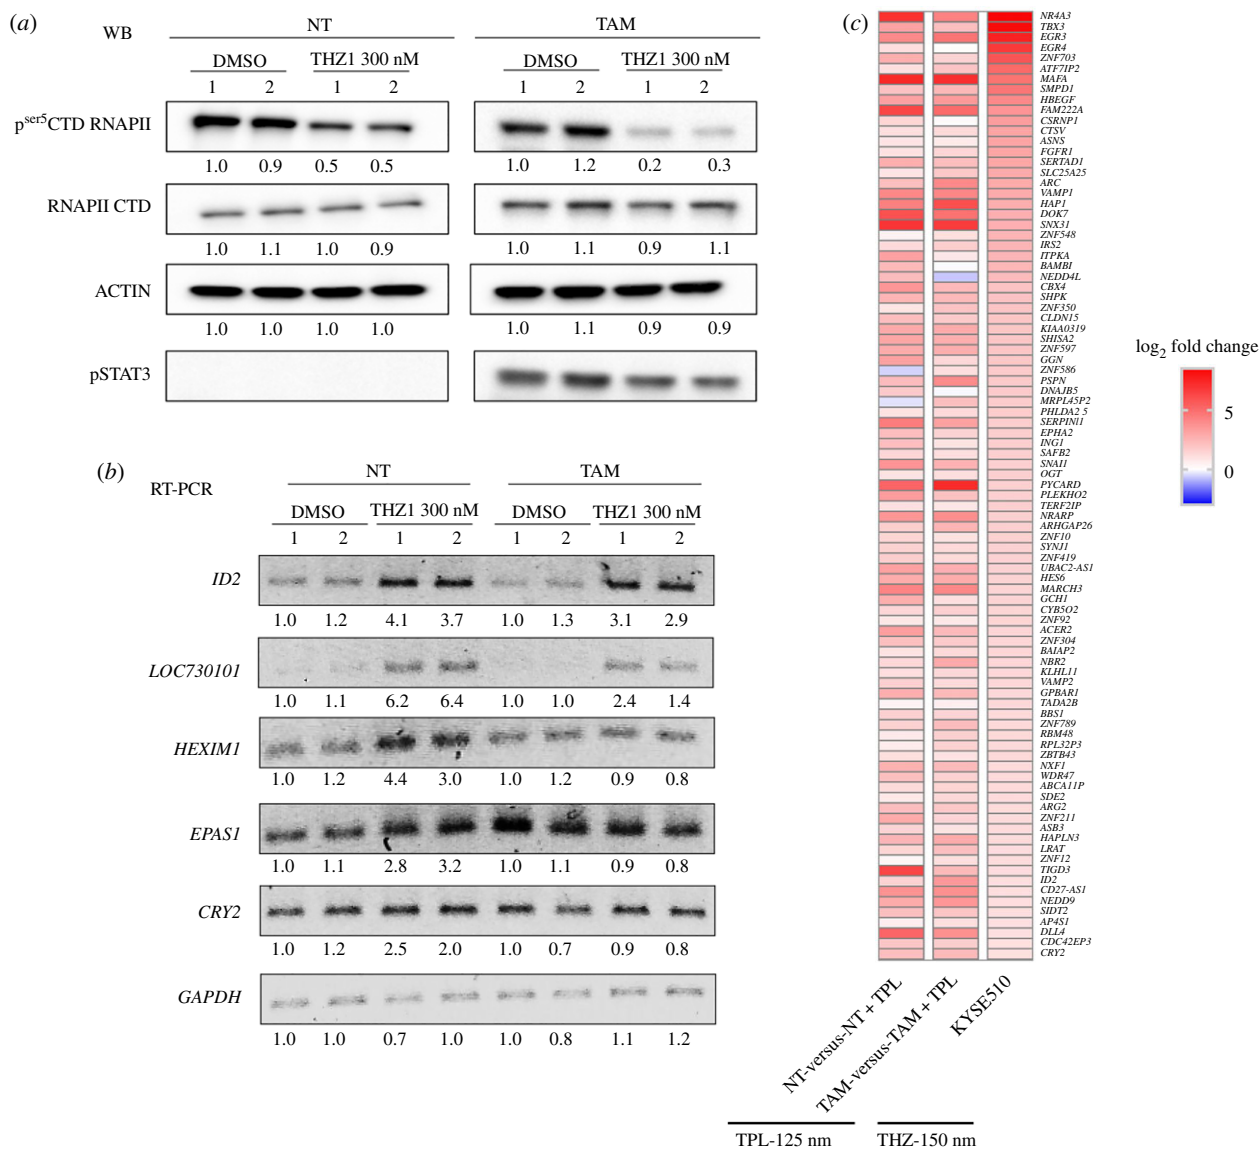 (a)
WB
NT
TAM
DMSO THZ1 300 nM DMSO THZ1 300 nM
1 2 1 2 1 2 1 2
pser5CTD RNAPII
1.0 0.9 0.5 0.5 1.0 1.2 0.2 0.3
RNAPII CTD
1.0 1.1 1.0 0.9 1.0 1.1 0.9 1.1
ACTIN
1.0 1.0 1.0 1.0 1.0 1.1 0.9 0.9
pSTAT3
(b)
RT-PCR
NT TAM
DMSO THZ1 300 nM DMSO THZ1 300 nM
1 2 1 2 1 2 1 2
ID2
1.0 1.2 4.1 3.7 1.0 1.3 3.1 2.9
LOC730101
1.0 1.1 6.2 6.4 1.0 1.0 2.4 1.4
HEXIM1
1.0 1.2 4.4 3.0 1.0 1.2 0.9 0.8
EPAS1
1.0 1.1 2.8 3.2 1.0 1.1 0.9 0.8
CRY2
1.0 1.2 2.5 2.0 1.0 0.7 0.9 0.8
GAPDH
1.0 1.0 0.7 1.0 1.0 0.8 1.1 1.2
(c)
NR4A3
TBX3
EGR3
EGR4
ZNF703
ATF7IP2
MAFA
SMPD1
HBEGF
FAM222A
CSRNP1
CTSV
ASNS
FGFR1
SERTAD1
SLC25A25
ARC
VAMP1
HAP1
DOK7
SNX31
ZNF548
IRS2
ITPKA
BAMBI
NEDD4L
CBX4
SHPK
ZNF350
CLDN15
KIAA0319
SHISA2
ZNF597
GGN
ZNF586
PSPN
DNAJB5
MRPL45P2
PHLDA2 5
SERPINI1
EPHA2
ING1
SAFB2
SNAI1
OGT
PYCARD
PLEKHO2
TERF2IP
NRARP
ARHGAP26
ZNF10
SYNJ1
ZNF419
UBAC2-AS1
HES6
MARCH3
GCH1
CYB5O2
ZNF92
ACER2
ZNF304
BAIAP2
NBR2
KLHL11
VAMP2
GPBAR1
TADA2B
BBS1
ZNF789
RBM48
RPL32P3
ZBTB43
NXF1
WDR47
ABCA11P
SDE2
ARG2
ZNF211
ASB3
HAPLN3
LRAT
ZNF12
TIGD3
ID2
CD27-AS1
NEDD9
SIDT2
AP4S1
DLL4
CDC42EP3
CRY2
NT-versus-NT + TPL
TAM-versus-TAM + TPL
KYSE510
TPL-125 nm
THZ-150 nm
log2 fold change
5
0